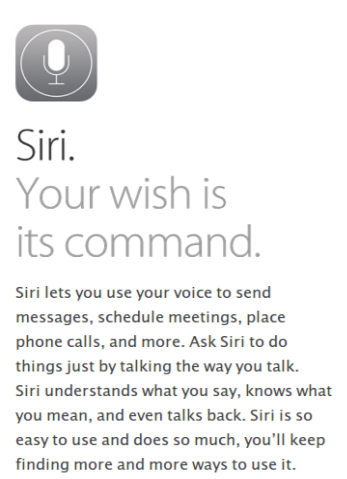 Siri.
Your wish is
its command.
Siri lets you use your voice to send
messages, schedule meetings, place
phone calls, and more. Ask Siri to do
things just by talking the way you talk.
Siri understands what you say, knows what
you mean, and even talks back. Siri is so
easy to use and does so much, you’ll keep
finding more and more ways to use it.